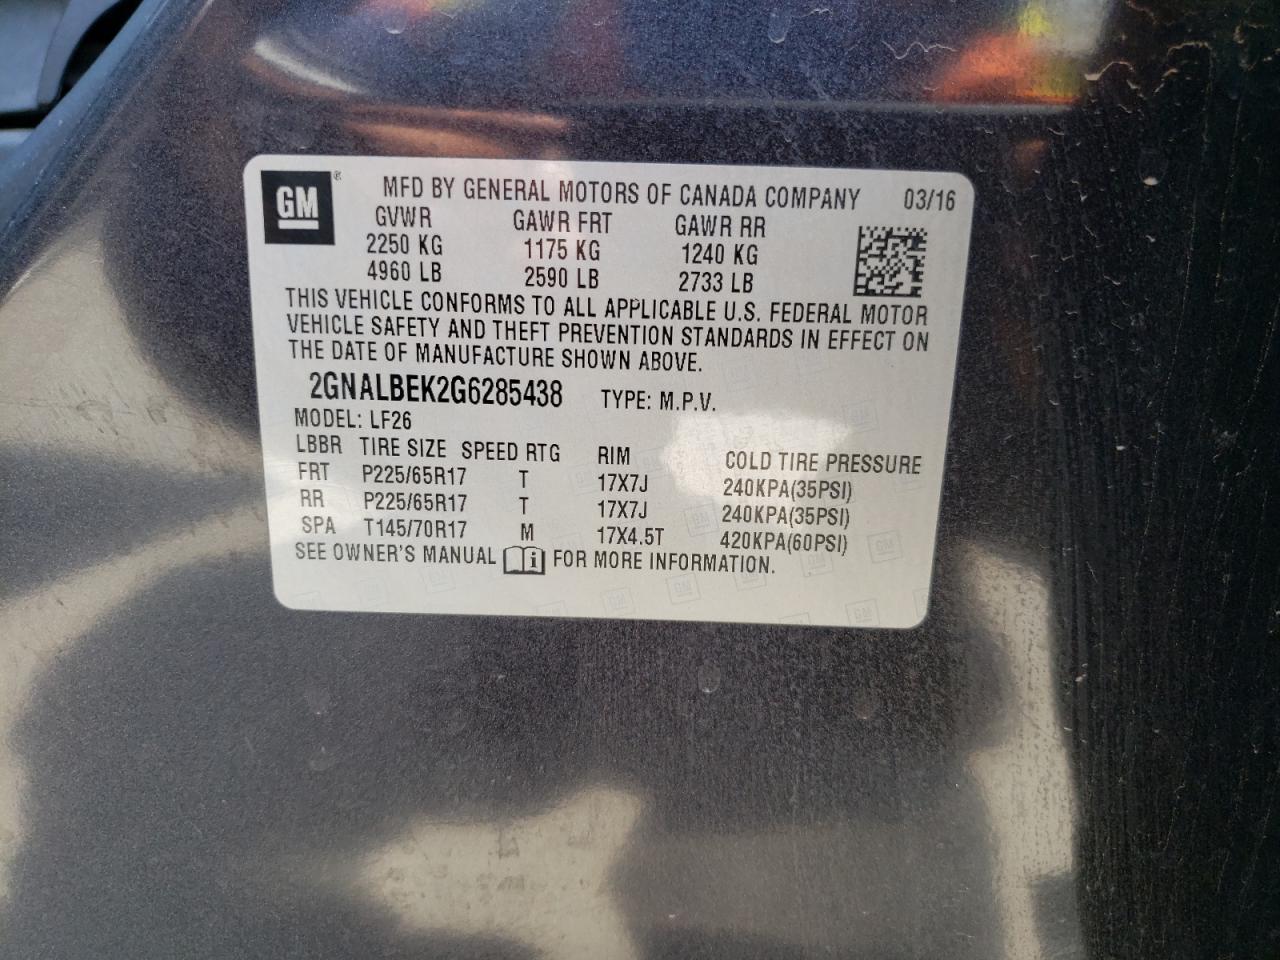 GM ® MFD BY GENERAL MOTORS OF CANADA COMPANY 03/16
GVWR GAWR FRT GAWR RR
2250 KG 1175 KG 1240 KG
4960 LB 2590 LB 2733 LB
THIS VEHICLE CONFORMS TO ALL APPLICABLE U.S. FEDERAL MOTOR
VEHICLE SAFETY AND THEFT PREVENTION STANDARDS IN EFFECT ON
THE DATE OF MANUFACTURE SHOWN ABOVE.
2GNALBEK2G6285438 TYPE: M.P.V.
MODEL: LF26
LBBR TIRE SIZE SPEED RTG RIM COLD TIRE PRESSURE
FRT P225/65R17 T 17X7J 240KPA(35PSI)
RR P225/65R17 T 17X7J 240KPA(35PSI)
SPA T145/70R17 M 17X4.5T 420KPA(60PSI)
SEE OWNER'S MANUAL i FOR MORE INFORMATION.